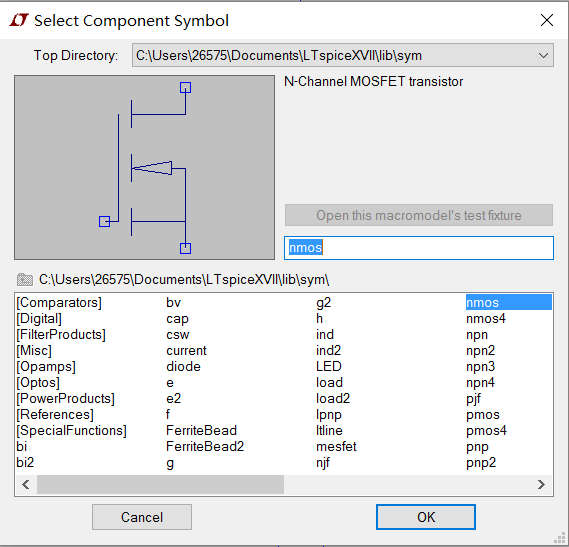 Select Component Symbol
Top Directory: C:\Users\26575\Documents\LTspiceXVII\lib\sym
N-Channel MOSFET transistor
Open this macromodel's test fixture
nmos
C:\Users\26575\Documents\LTspiceXVII\lib\sym\
[Comparators] bv g2 nmos
[Digital] cap h nmos4
[FilterProducts] csw ind npn
[Misc] current ind2 npn2
[Opamps] diode LED npn3
[Optos] e load npn4
[PowerProducts] e2 load2 pjf
[References] f lpnp pmos
[SpecialFunctions] FerriteBead ltline pmos4
bi FerriteBead2 mesfet pnp
bi2 g njf pnp2
Cancel OK